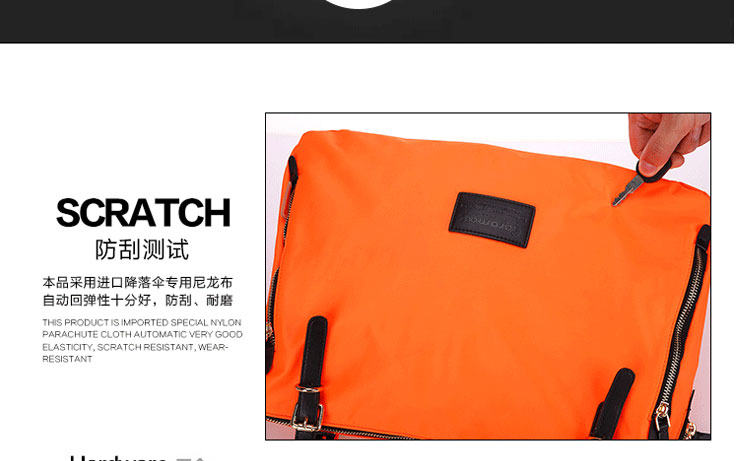 SCRATCH
防刮测试
本品采用进口降落伞专用尼龙布
自动回弹性十分好，防刮、耐磨
THIS PRODUCT IS IMPORTED SPECIAL NYLON
PARACHUTE CLOTH AUTOMATIC VERY GOOD
ELASTICITY, SCRATCH RESISTANT, WEAR-
RESISTANT